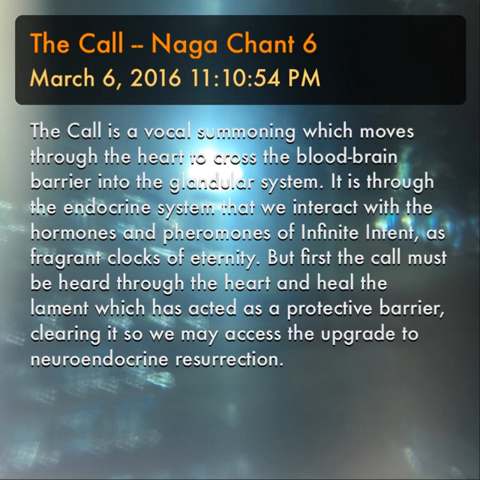 The Call -- Naga Chant 6
March 6, 2016 11:10:54 PM
The Call is a vocal summoning which moves
through the heart to cross the blood-brain
barrier into the glandular system. It is through
the endocrine system that we interact with the
hormones and pheromones of Infinite Intent, as
fragrant clocks of eternity. But first the call must
be heard through the heart and heal the
lament which has acted as a protective barrier,
clearing it so we may access the upgrade to
neuroendocrine resurrection.